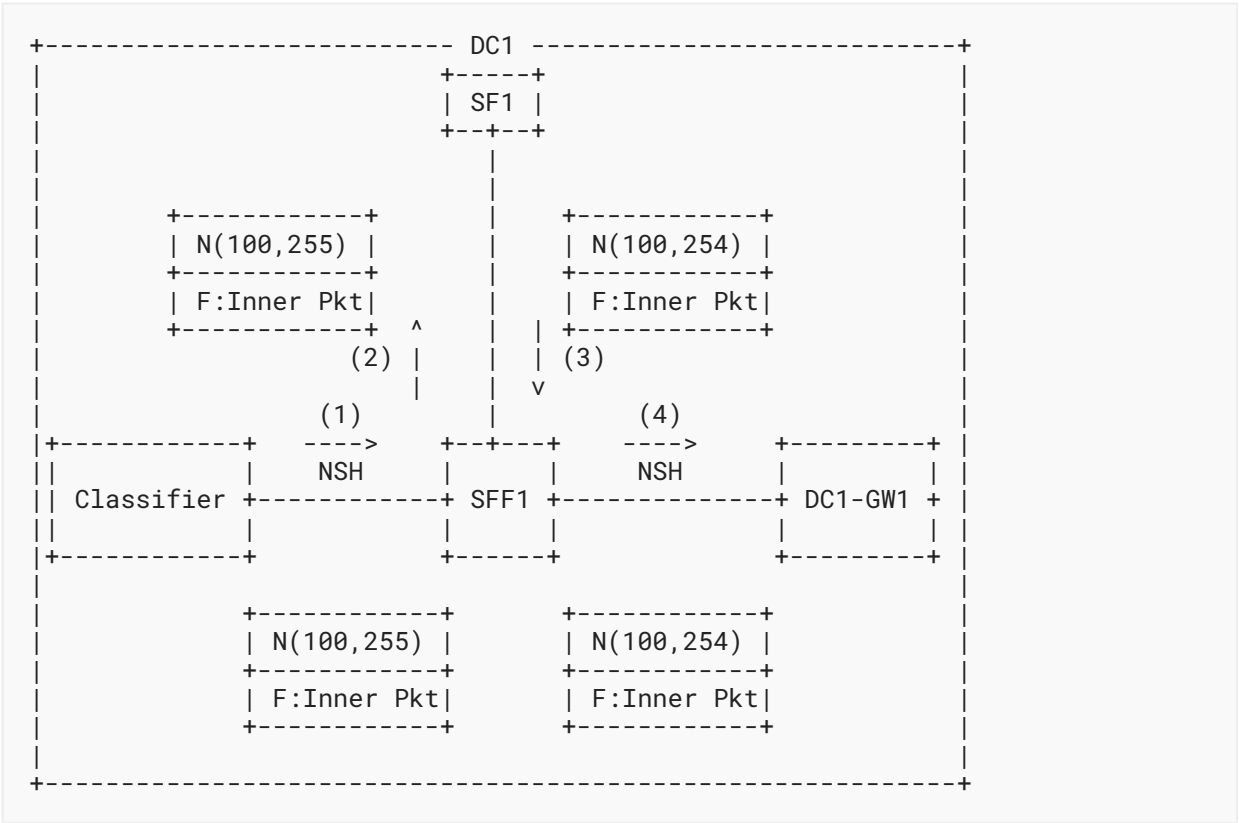 +--------------------------- DC1 ----------------------------+
|                          +-----+                           |
|                          | SF1 |                           |
|                          +--+--+                           |
|                             |                              |
|                             |                              |
|        +------------+       |    +------------+            |
|        | N(100,255) |       |    | N(100,254) |            |
|        +------------+       |    +------------+            |
|        | F:Inner Pkt|       |    | F:Inner Pkt|            |
|        +------------+  ^    |  | +------------+            |
|                    (2) |    |  | (3)                       |
|                        |    |  v                           |
|                  (1)        |         (4)                  |
|+------------+   ---->    +--+---+    ---->     +---------+ |
||            |    NSH     |      |     NSH      |         | |
|| Classifier +------------+ SFF1 +--------------+ DC1-GW1 + |
||            |            |      |              |         | |
|+------------+            +------+              +---------+ |
|                                                            |
|             +------------+       +------------+            |
|             | N(100,255) |       | N(100,254) |            |
|             +------------+       +------------+            |
|             | F:Inner Pkt|       | F:Inner Pkt|            |
|             +------------+       +------------+            |
|                                                            |
+------------------------------------------------------------+